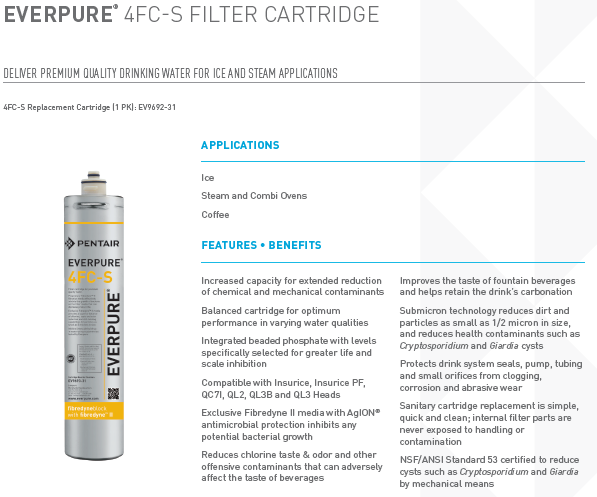 EVERPURE® 4FC-S FILTER CARTRIDGE
DELIVER PREMIUM QUALITY DRINKING WATER FOR ICE AND STEAM APPLICATIONS
4FC-S Replacement Cartridge (1 PK): EV9692-31
APPLICATIONS
Ice
Steam and Combi Ovens
Coffee
PENTAIR
EVERPURE®
4FC-S
EVERPURE®
fibredyneblock
with fibredyne™ II
FEATURES • BENEFITS
Increased capacity for extended reduction
of chemical and mechanical contaminants
Balanced cartridge for optimum
performance in varying water qualities
Integrated beaded phosphate with levels
specifically selected for greater life and
scale inhibition
Compatible with Insurice, Insurice PF,
QC7I, QL2, QL3B and QL3 Heads
Exclusive Fibredyne II media with AgION®
antimicrobial protection inhibits any
potential bacterial growth
Reduces chlorine taste & odor and other
offensive contaminants that can adversely
affect the taste of beverages
Improves the taste of fountain beverages
and helps retain the drink's carbonation
Submicron technology reduces dirt and
particles as small as 1/2 micron in size,
and reduces health contaminants such as
Cryptosporidium and Giardia cysts
Protects drink system seals, pump, tubing
and small orifices from clogging,
corrosion and abrasive wear
Sanitary cartridge replacement is simple,
quick and clean; internal filter parts are
never exposed to handling or
contamination
NSF/ANSI Standard 53 certified to reduce
cysts such as Cryptosporidium and Giardia
by mechanical means